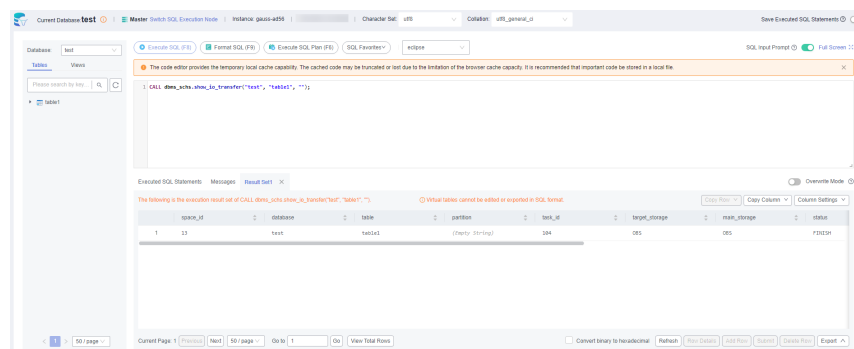 Current Database: test | Master Switch SQL Execution Node | Instance: gauss-ad56 | | Character Set: utf8 Collation: utf8_general_ci Save Executed SQL Statements
Database: test Execute SQL (F8) Format SQL (F9) Execute SQL Plan (F6) SQL Favorites eclipse SQL Input Prompt Full Screen
Tables Views
The code editor provides the temporary local cache capability. The cached code may be truncated or lost due to the limitation of the browser cache capacity. It is recommended that important code be stored in a local file.
Please search by key...
1 CALL dbms_schs.show_io_transfer("test", "table1", "");
table1
Executed SQL Statements Messages Result Set1 Overwrite Mode
The following is the execution result set of CALL dbms_schs.show_io_transfer("test", "table1", ""). Virtual tables cannot be edited or exported in SQL format. Copy Row Copy Column Column Settings
space_id database table partition task_id target_storage main_storage status
1 13 test table1 (Empty String) 104 OBS OBS FINISH
1 50 / page Current Page: 1 Previous Next 50 / page Go to 1 Go View Total Rows Convert binary to hexadecimal Refresh Row Details Add Row Submit Delete Row Export